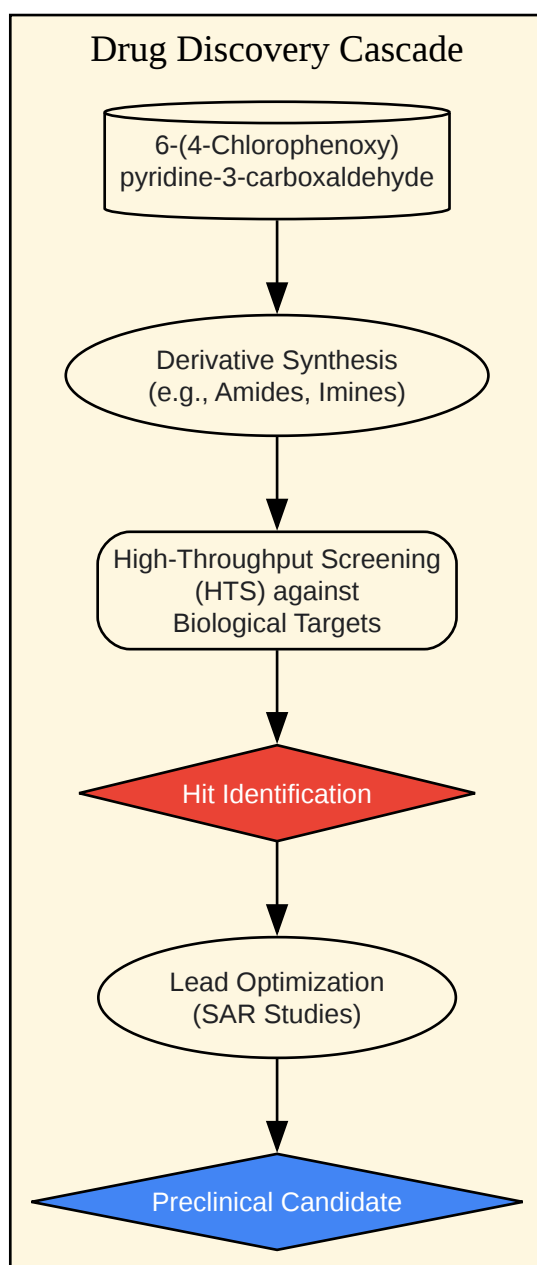 Drug Discovery Cascade
6-(4-Chlorophenoxy)
pyridine-3-carboxaldehyde
Derivative Synthesis
(e.g., Amides, Imines)
High-Throughput Screening
(HTS) against
Biological Targets
Hit Identification
Lead Optimization
(SAR Studies)
Preclinical Candidate